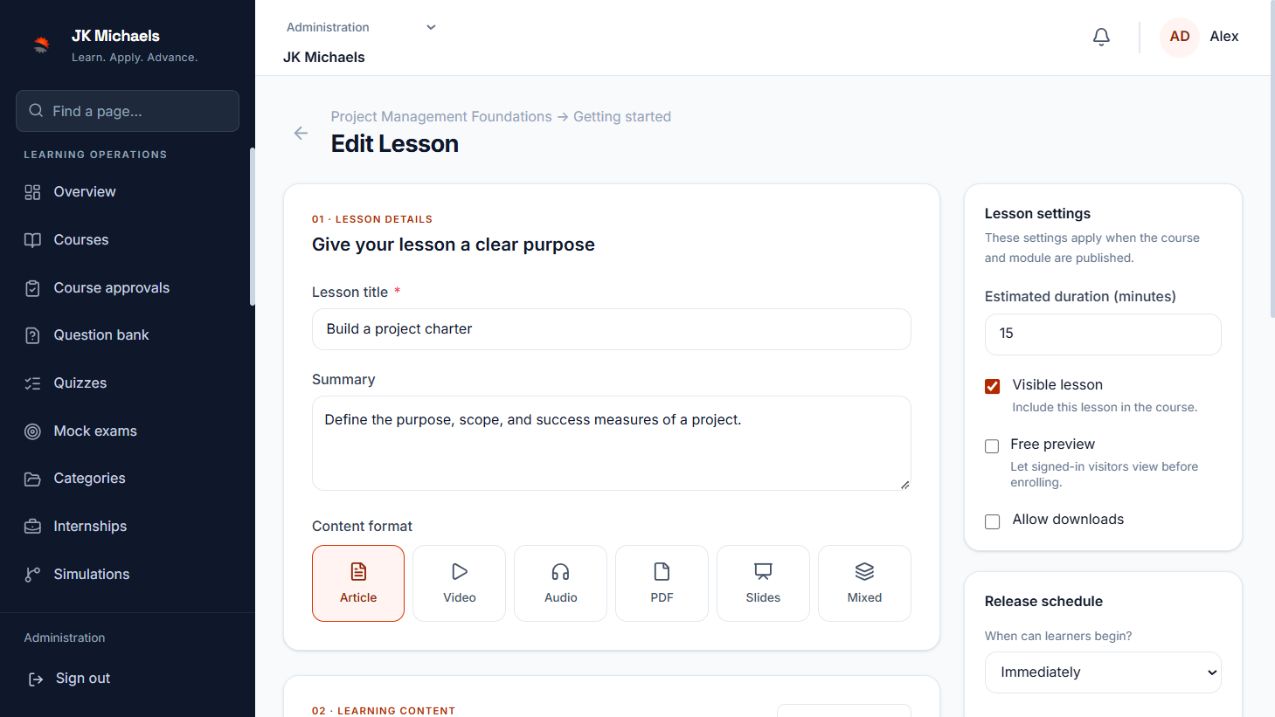 JK Michaels
Learn. Apply. Advance.
Find a page...
LEARNING OPERATIONS
Overview
Courses
Course approvals
Question bank
Quizzes
Mock exams
Categories
Internships
Simulations
Administration
Sign out
Administration
JK Michaels
AD
Alex
Project Management Foundations → Getting started
Edit Lesson
01 · LESSON DETAILS
Give your lesson a clear purpose
Lesson title *
Build a project charter
Summary
Define the purpose, scope, and success measures of a project.
Content format
Article
Video
Audio
PDF
Slides
Mixed
02 · LEARNING CONTENT
Lesson settings
These settings apply when the course
and module are published.
Estimated duration (minutes)
15
Visible lesson
Include this lesson in the course.
Free preview
Let signed-in visitors view before
enrolling.
Allow downloads
Release schedule
When can learners begin?
Immediately